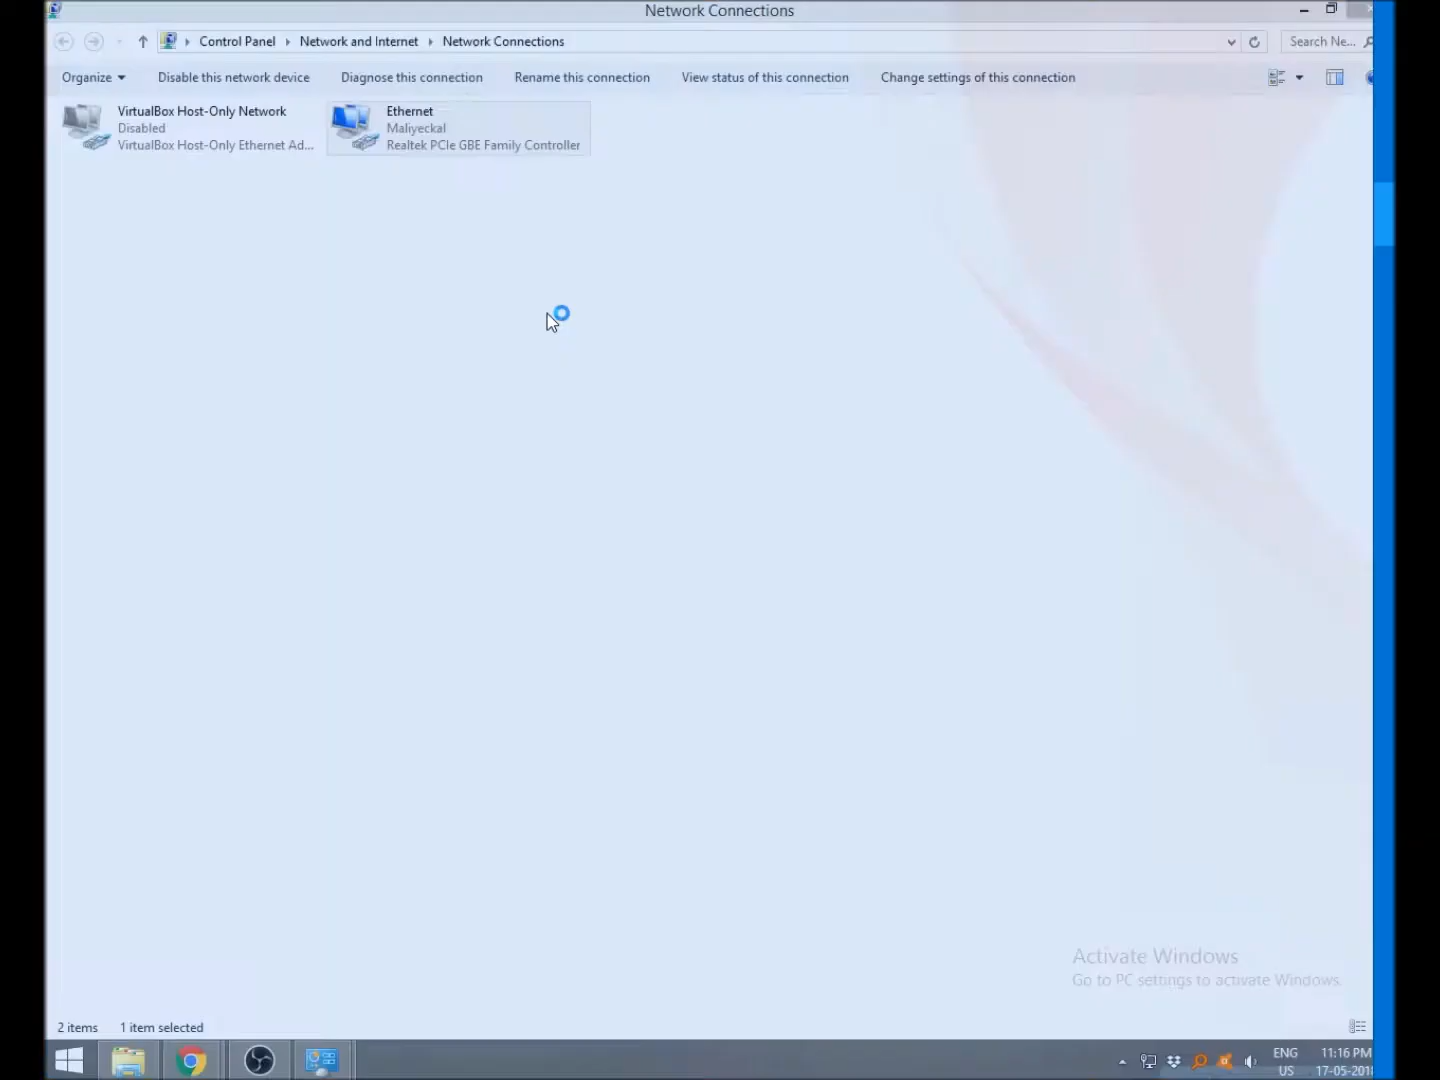 Network Connections
Control Panel Network and Internet Network Connections
Search Ne...
Organize Disable this network device Diagnose this connection Rename this connection View status of this connection Change settings of this connection
VirtualBox Host-Only Network
Disabled
VirtualBox Host-Only Ethernet Ad...
Ethernet
Maliyeckal
Realtek PCIe GBE Family Controller
Activate Windows
Go to PC settings to activate Windows.
2 items 1 item selected
ENG 11:16 PM
US 17-05-2018